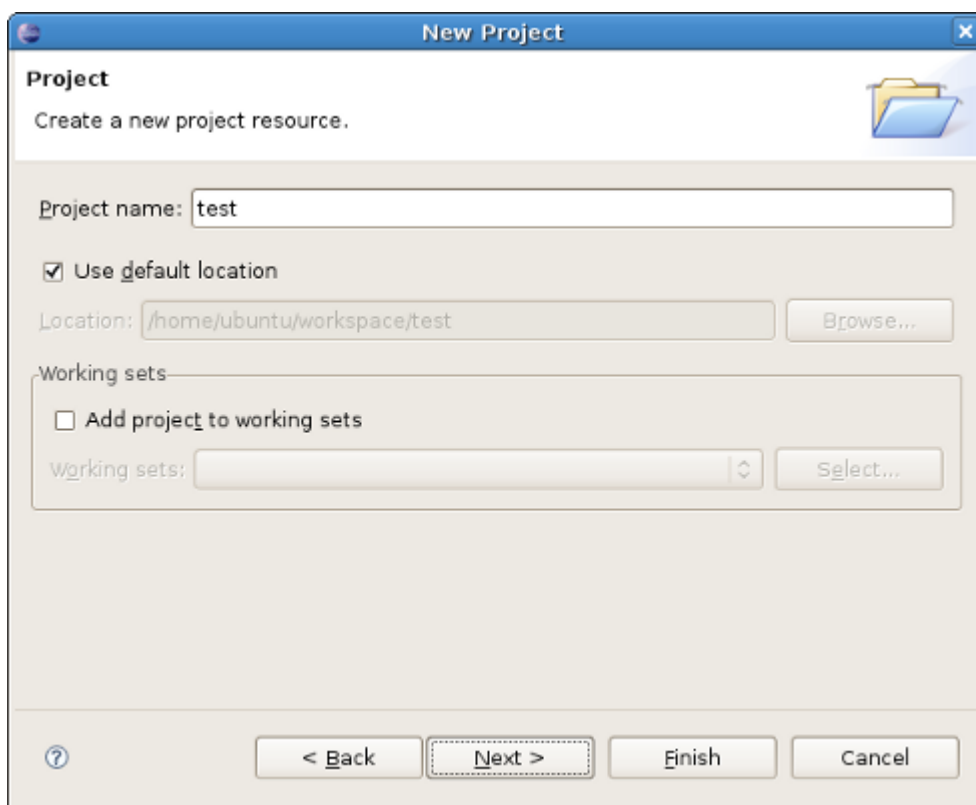 New Project
Project
Create a new project resource.
Project name: test
Use default location
Location: /home/ubuntu/workspace/test Browse...
Working sets
Add project to working sets
Working sets: Select...
< Back Next > Finish Cancel